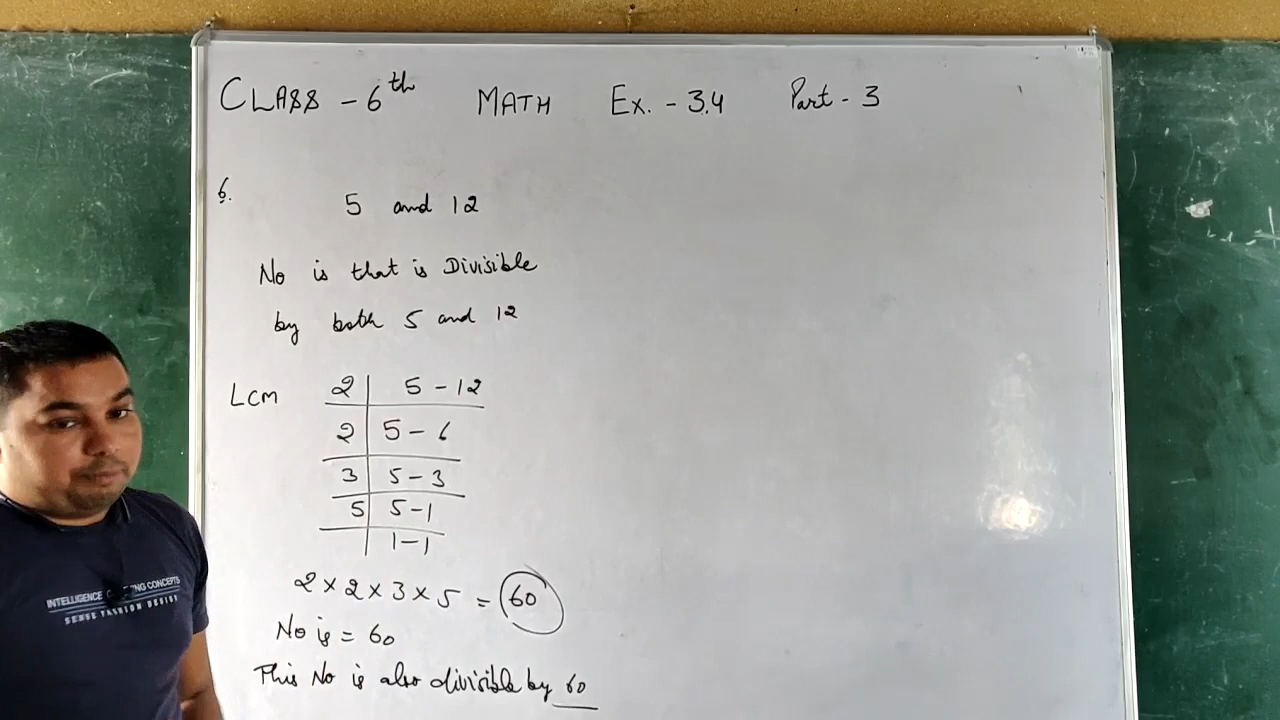 CLASS - 6th MATH Ex. - 3.4 Part - 3
6.
5 and 12
No is that is Divisible
by both 5 and 12
Lcm
2 | 5 - 12
2 | 5 - 6
3 | 5 - 3
5 | 5 - 1
| 1 - 1
2 × 2 × 3 × 5 = 60
No is = 60
This No is also divisible by 60
INTELLIGENCE CONCEPTS
SENSE FASHION DESIGN